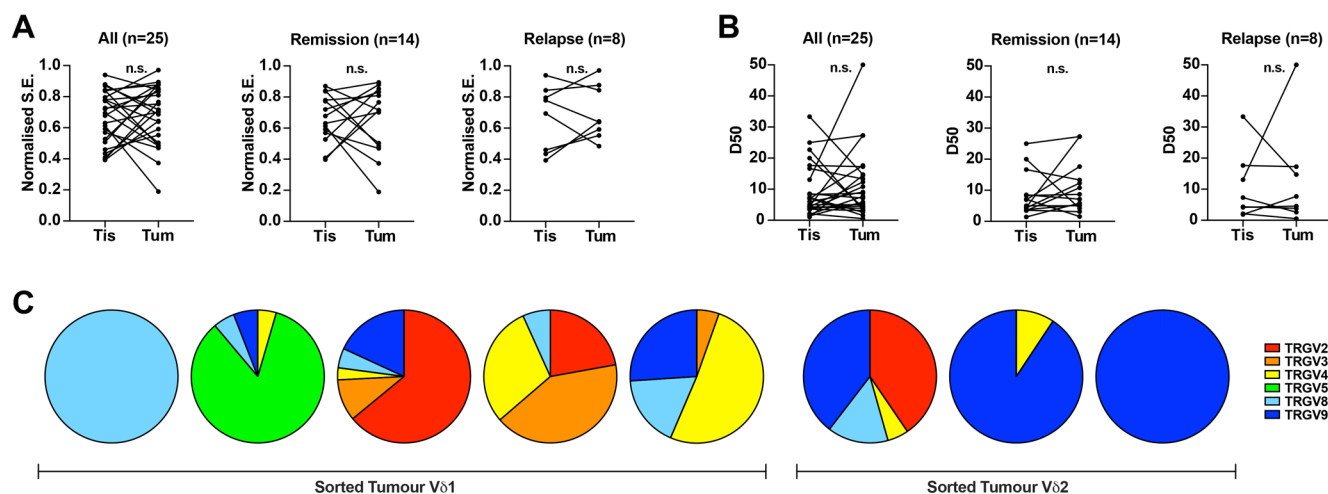 A
All (n=25)
n.s.
Normalised S.E.
1.0
0.8
0.6
0.4
0.2
0.0
Tis Tum
Remission (n=14)
n.s.
Normalised S.E.
1.0
0.8
0.6
0.4
0.2
0.0
Tis Tum
Relapse (n=8)
n.s.
Normalised S.E.
1.0
0.8
0.6
0.4
0.2
0.0
Tis Tum
B
All (n=25)
n.s.
D50
50
40
30
20
10
0
Tis Tum
Remission (n=14)
n.s.
D50
50
40
30
20
10
0
Tis Tum
Relapse (n=8)
n.s.
D50
50
40
30
20
10
0
Tis Tum
C
TRGV2
TRGV3
TRGV4
TRGV5
TRGV8
TRGV9
Sorted Tumour Vδ1
Sorted Tumour Vδ2